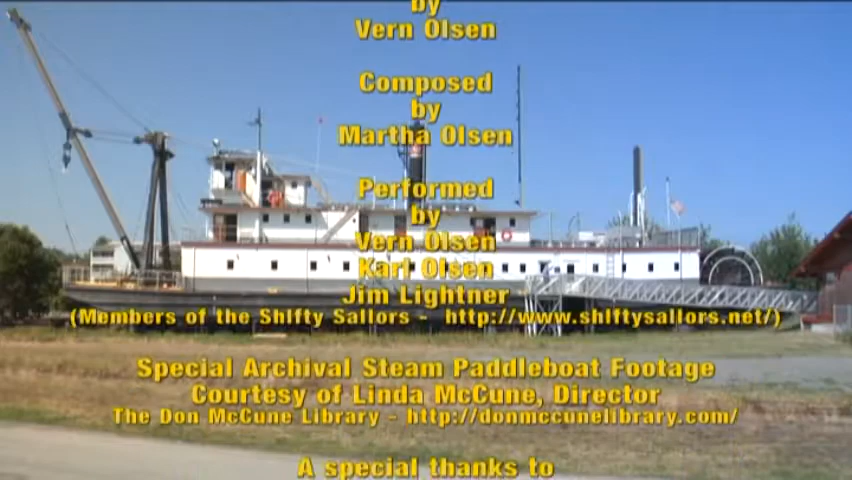 by
Vern Olsen
Composed
by
Martha Olsen
Performed
by
Vern Olsen
Karl Olsen
Jim Lightner
(Members of the Shifty Sailors - http://www.shiftysailors.net/)
Special Archival Steam Paddleboat Footage
Courtesy of Linda McCune, Director
The Don McCune Library - http://donmccunelibrary.com/
A special thanks to